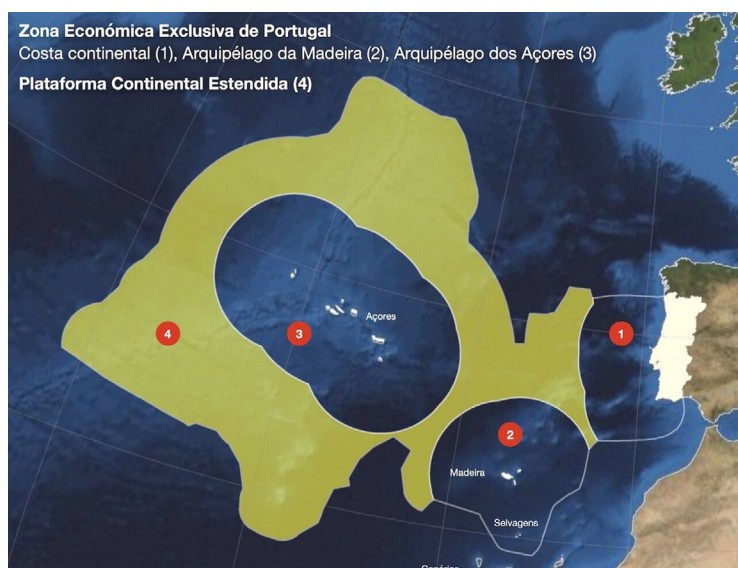 Zona Económica Exclusiva de Portugal
Costa continental (1), Arquipélago da Madeira (2), Arquipélago dos Açores (3)
Plataforma Continental Estendida (4)
Açores
4
3
1
2
Madeira
Selvagens